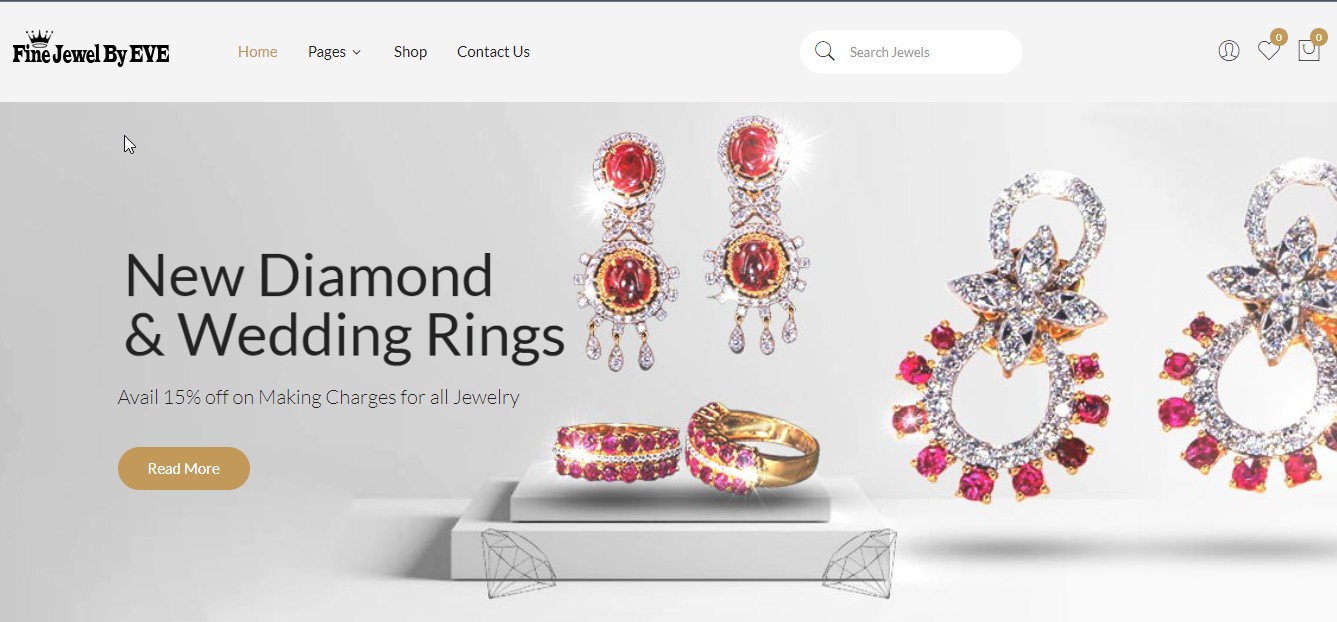 Fine Jewel By EVE
Home
Pages
Shop
Contact Us
Search Jewels
0
0
New Diamond
& Wedding Rings
Avail 15% off on Making Charges for all Jewelry
Read More